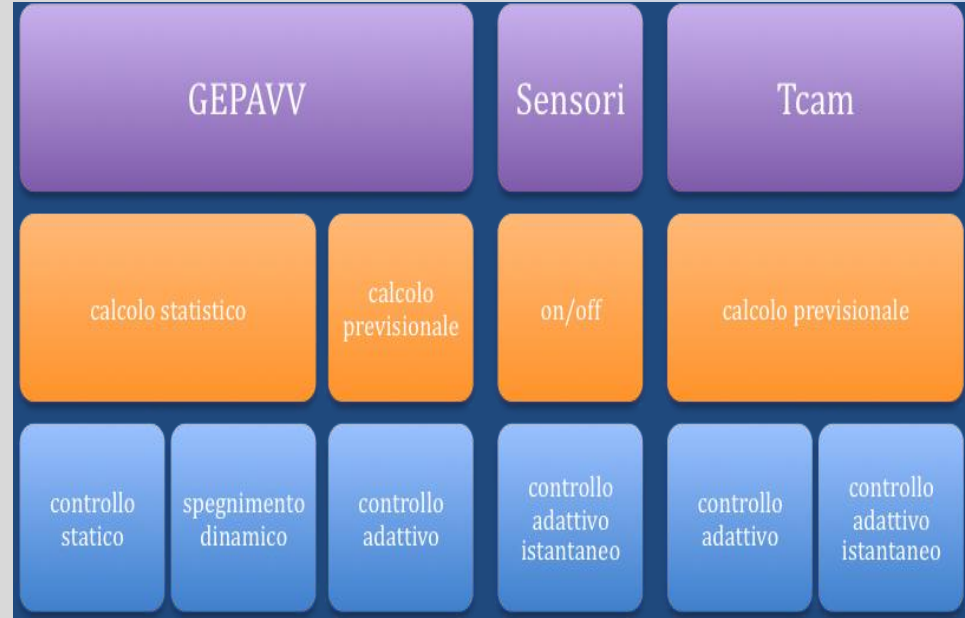 GEPAVV
Sensori
Tcam
calcolo statistico
calcolo
previsionale
on/off
calcolo previsionale
controllo
statico
spegnimento
dinamico
controllo
adattivo
controllo
adattivo
istantaneo
controllo
adattivo
controllo
adattivo
istantaneo